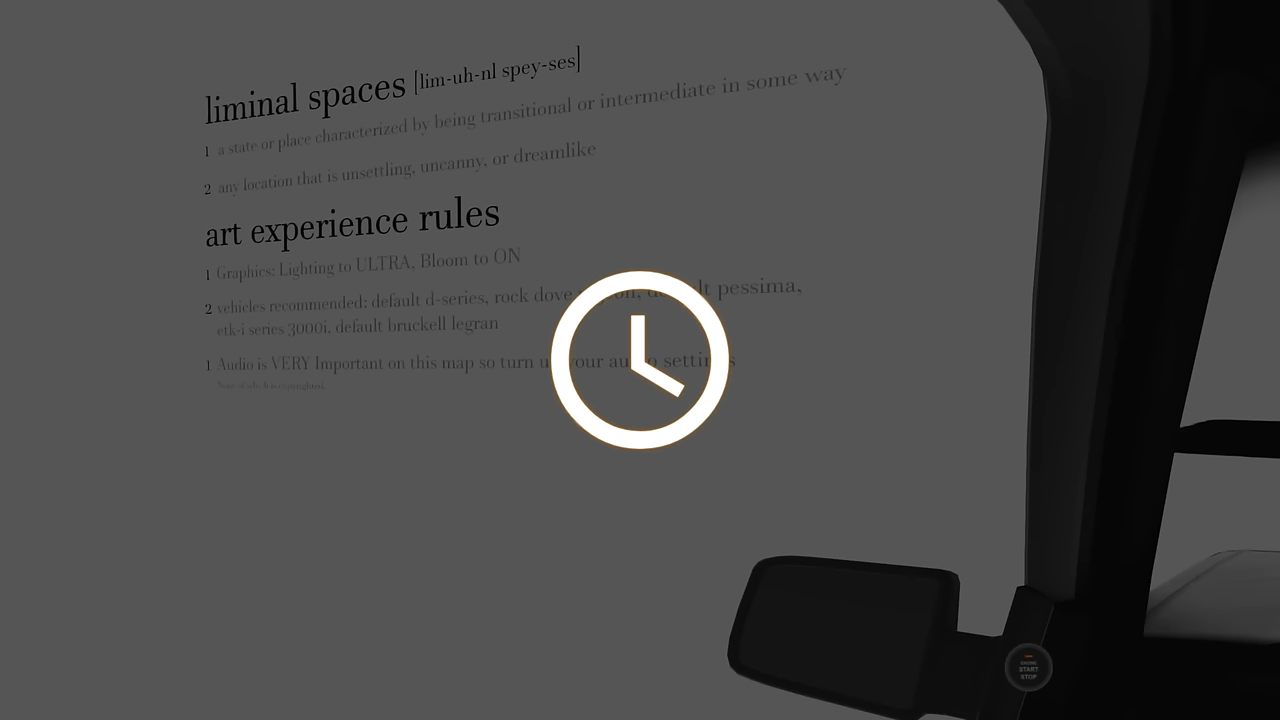 liminal spaces [lim-uh-nl spey-ses]
1 a state or place characterized by being transitional or intermediate in some way
2 any location that is unsettling, uncanny, or dreamlike
art experience rules
1 Graphics: Lighting to ULTRA, Bloom to ON
2 vehicles recommended: default d-series, rock dove pessima,
etk-i series 3000i, default bruckell legran
1 Audio is VERY Important on this map so turn up your audio settings
ENGINE
START
STOP